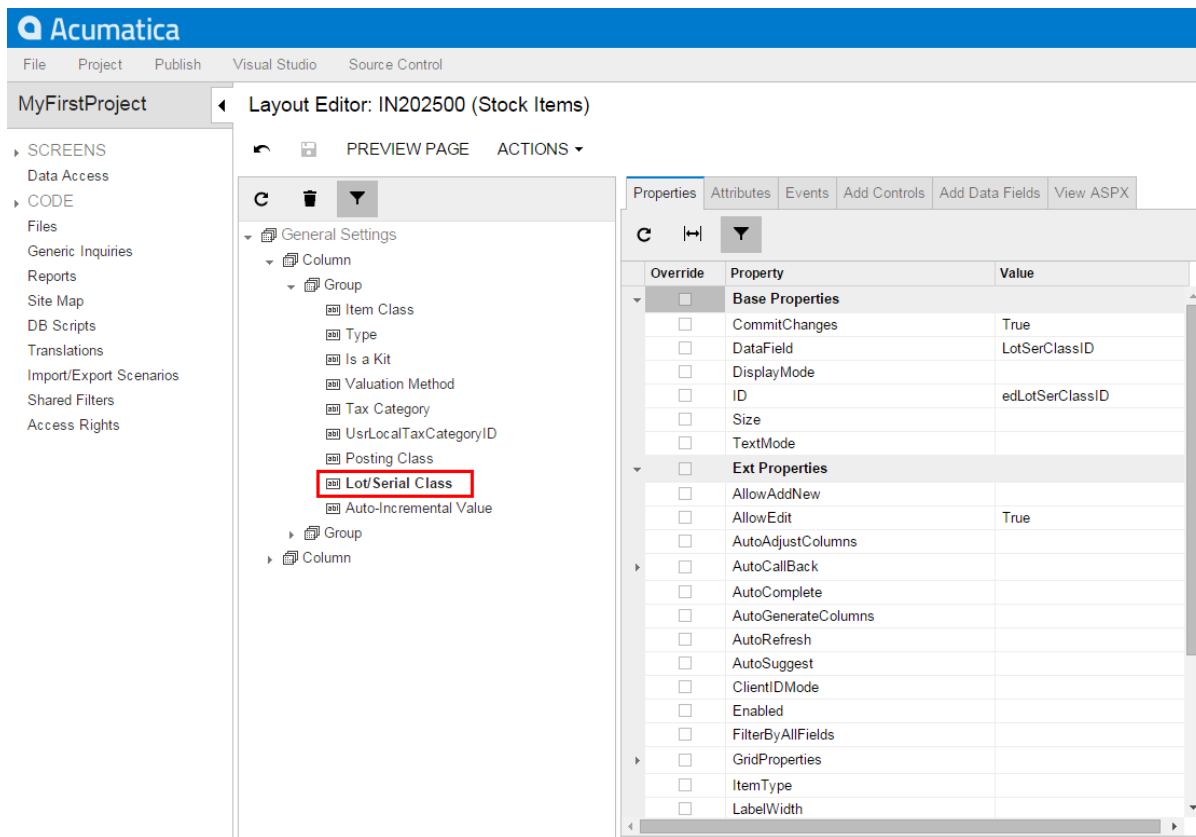 Acumatica
File Project Publish Visual Studio Source Control
MyFirstProject
Layout Editor: IN202500 (Stock Items)
SCREENS
Data Access
CODE
Files
Generic Inquiries
Reports
Site Map
DB Scripts
Translations
Import/Export Scenarios
Shared Filters
Access Rights
PREVIEW PAGE ACTIONS
General Settings
Column
Group
Item Class
Type
Is a Kit
Valuation Method
Tax Category
UsrLocalTaxCategoryID
Posting Class
Lot/Serial Class
Auto-Incremental Value
Group
Column
Properties Attributes Events Add Controls Add Data Fields View ASPX
Override Property Value
Base Properties
CommitChanges True
DataField LotSerClassID
DisplayMode
ID edLotSerClassID
Size
TextMode
Ext Properties
AllowAddNew
AllowEdit True
AutoAdjustColumns
AutoCallBack
AutoComplete
AutoGenerateColumns
AutoRefresh
AutoSuggest
ClientIDMode
Enabled
FilterByAllFields
GridProperties
ItemType
LabelWidth